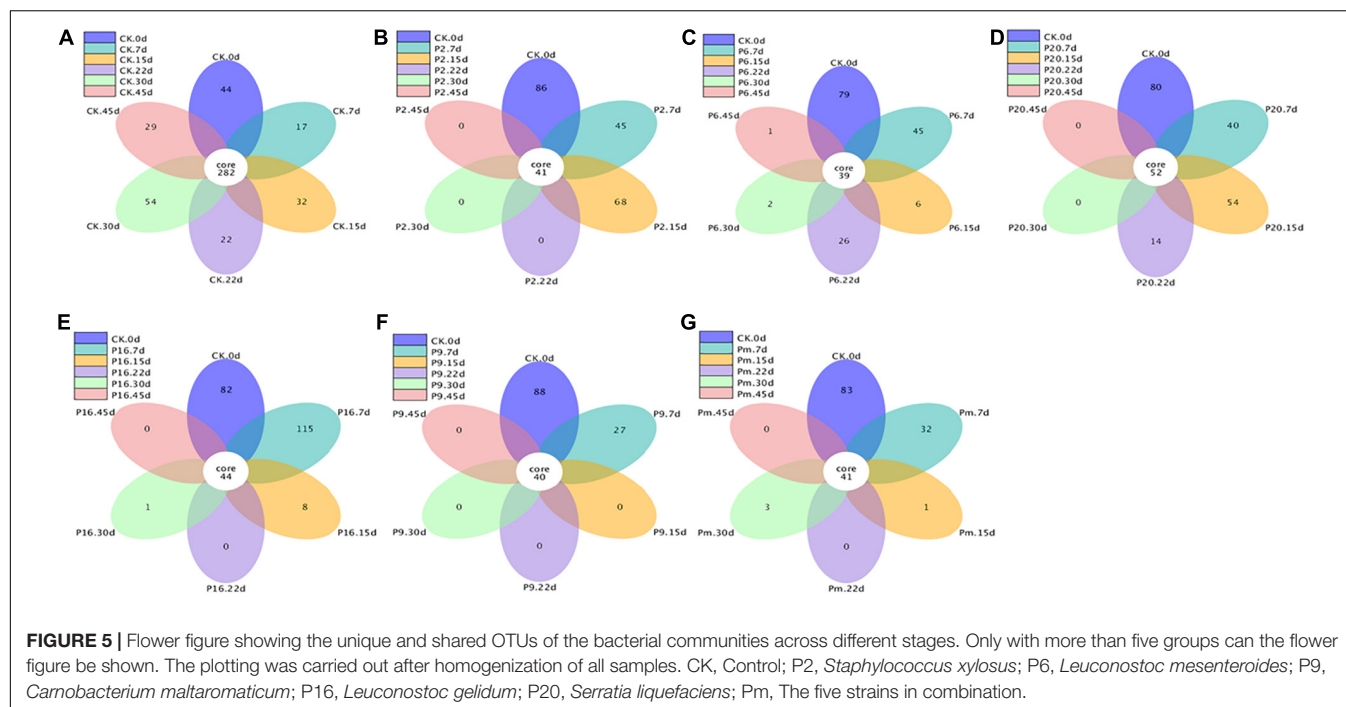 A
CK.0d
CK.7d
CK.15d
CK.22d
CK.30d
CK.45d
CK.0d
44
CK.7d
17
CK.15d
32
CK.22d
22
CK.30d
54
CK.45d
29
core
282
B
CK.0d
P2.7d
P2.15d
P2.22d
P2.30d
P2.45d
CK.0d
86
P2.7d
45
P2.15d
68
P2.22d
0
P2.30d
0
P2.45d
0
core
41
C
CK.0d
P6.7d
P6.15d
P6.22d
P6.30d
P6.45d
CK.0d
79
P6.7d
45
P6.15d
6
P6.22d
26
P6.30d
2
P6.45d
1
core
39
D
CK.0d
P20.7d
P20.15d
P20.22d
P20.30d
P20.45d
CK.0d
80
P20.7d
40
P20.15d
54
P20.22d
14
P20.30d
0
P20.45d
0
core
52
E
CK.0d
P16.7d
P16.15d
P16.22d
P16.30d
P16.45d
CK.0d
82
P16.7d
115
P16.15d
8
P16.22d
0
P16.30d
1
P16.45d
0
core
44
F
CK.0d
P9.7d
P9.15d
P9.22d
P9.30d
P9.45d
CK.0d
88
P9.7d
27
P9.15d
0
P9.22d
0
P9.30d
0
P9.45d
0
core
40
G
CK.0d
Pm.7d
Pm.15d
Pm.22d
Pm.30d
Pm.45d
CK.0d
83
Pm.7d
32
Pm.15d
1
Pm.22d
0
Pm.30d
3
Pm.45d
0
core
41
FIGURE 5 | Flower figure showing the unique and shared OTUs of the bacterial communities across different stages. Only with more than five groups can the flower
figure be shown. The plotting was carried out after homogenization of all samples. CK, Control; P2, Staphylococcus xylosus; P6, Leuconostoc mesenteroides; P9,
Carnobacterium maltaromaticum; P16, Leuconostoc gelidum; P20, Serratia liquefaciens; Pm, The five strains in combination.